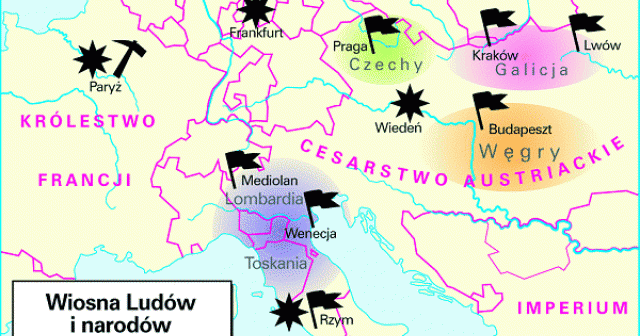 Frankfurt
Praga
Czechy
Kraków
Galicja
Lwów
Paryż
KRÓLESTWO
FRANCJI
Wiedeń
Budapeszt
Węgry
CESARSTWO AUSTRIACKIE
Mediolan
Lombardia
Wenecja
Toskania
Rzym
IMPERIUM
Wiosna Ludów
i narodów